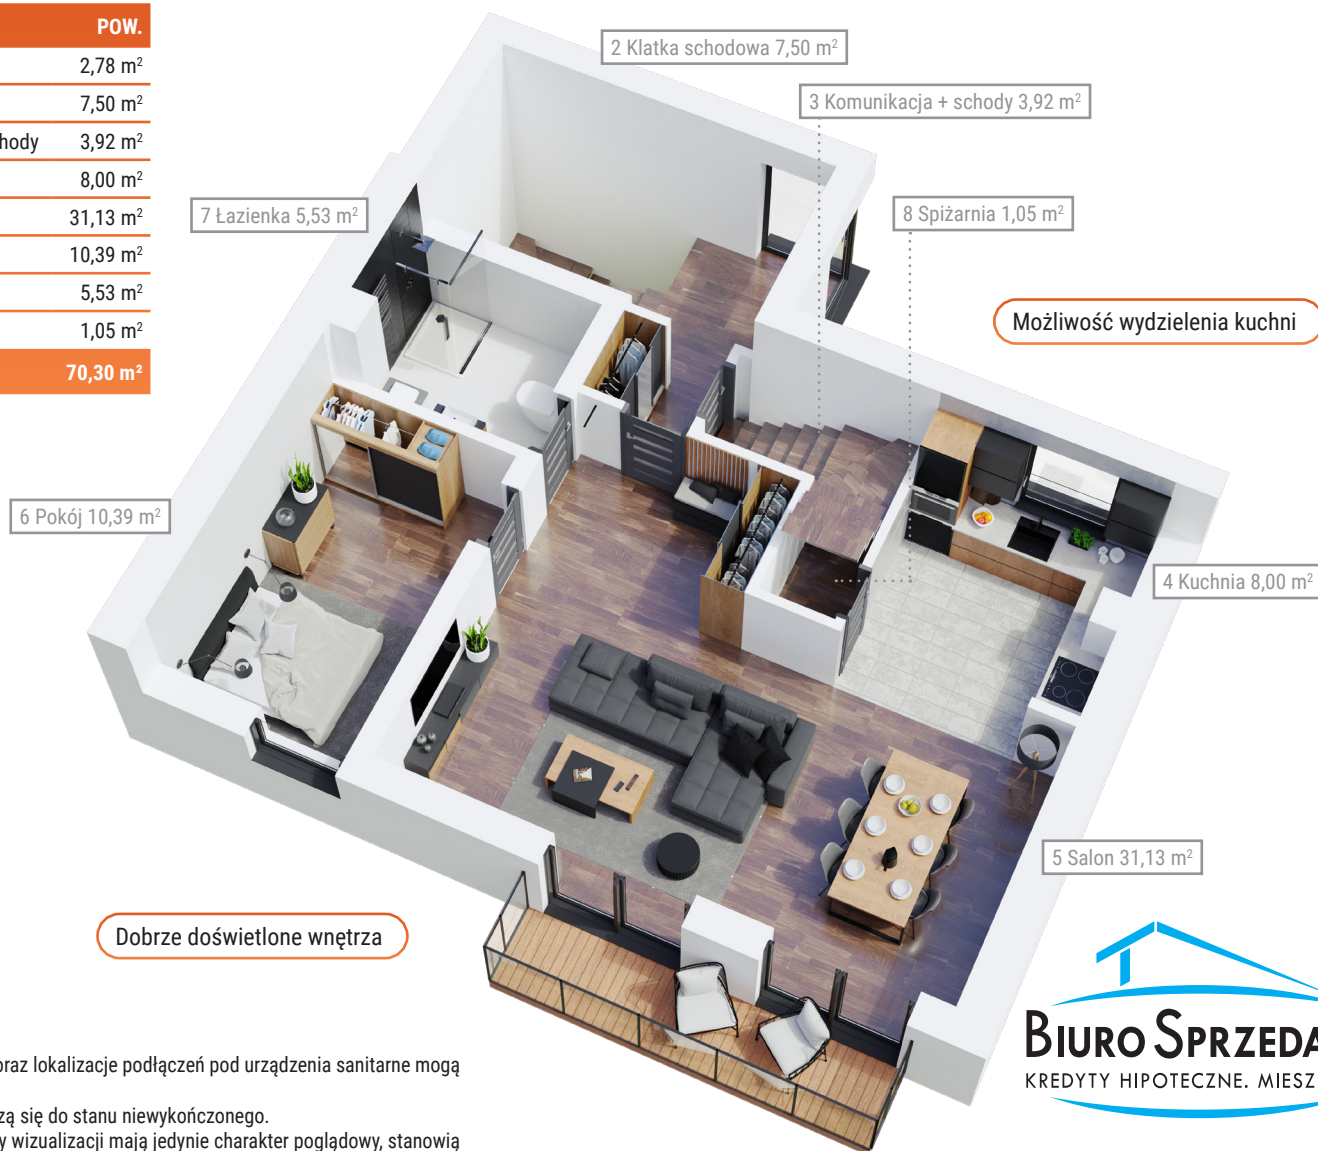 POW.
2,78 m²
7,50 m²
hody 3,92 m²
8,00 m²
31,13 m²
10,39 m²
5,53 m²
1,05 m²
70,30 m²
2 Klatka schodowa 7,50 m²
3 Komunikacja + schody 3,92 m²
7 Łazienka 5,53 m²
8 Spiżarnia 1,05 m²
Możliwość wydzielenia kuchni
6 Pokój 10,39 m²
4 Kuchnia 8,00 m²
5 Salon 31,13 m²
Dobrze doświetlone wnętrza
oraz lokalizacje podłączeń pod urządzenia sanitarne mogą
zą się do stanu niewykończonego.
y wizualizacji mają jedynie charakter poglądowy, stanowią
BIURO SPRZEDA
KREDYTY HIPOTECZNE. MIESZ